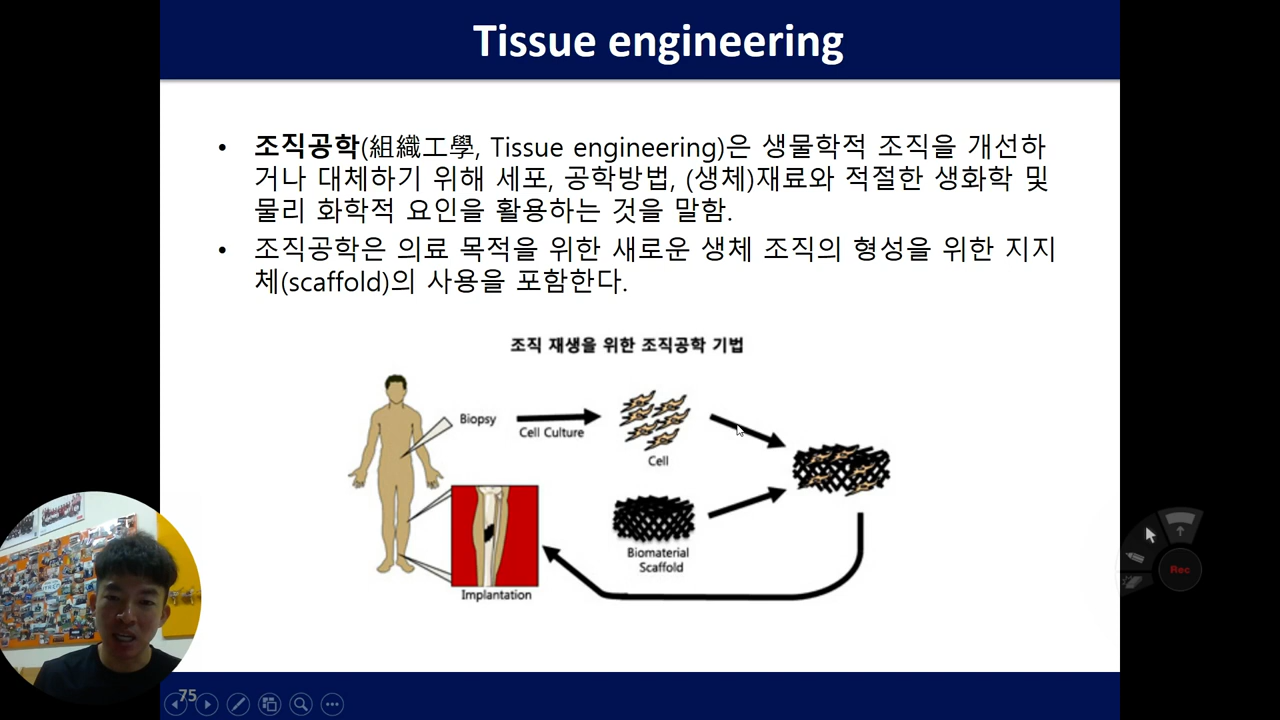 Tissue engineering
• 조직공학(組織工學, Tissue engineering)은 생물학적 조직을 개선하
거나 대체하기 위해 세포, 공학방법, (생체)재료와 적절한 생화학 및
물리 화학적 요인을 활용하는 것을 말함.
• 조직공학은 의료 목적을 위한 새로운 생체 조직의 형성을 위한 지지
체(scaffold)의 사용을 포함한다.
조직 재생을 위한 조직공학 기법
Biopsy
Cell Culture
Cell
Biomaterial
Scaffold
Implantation
Rec
75